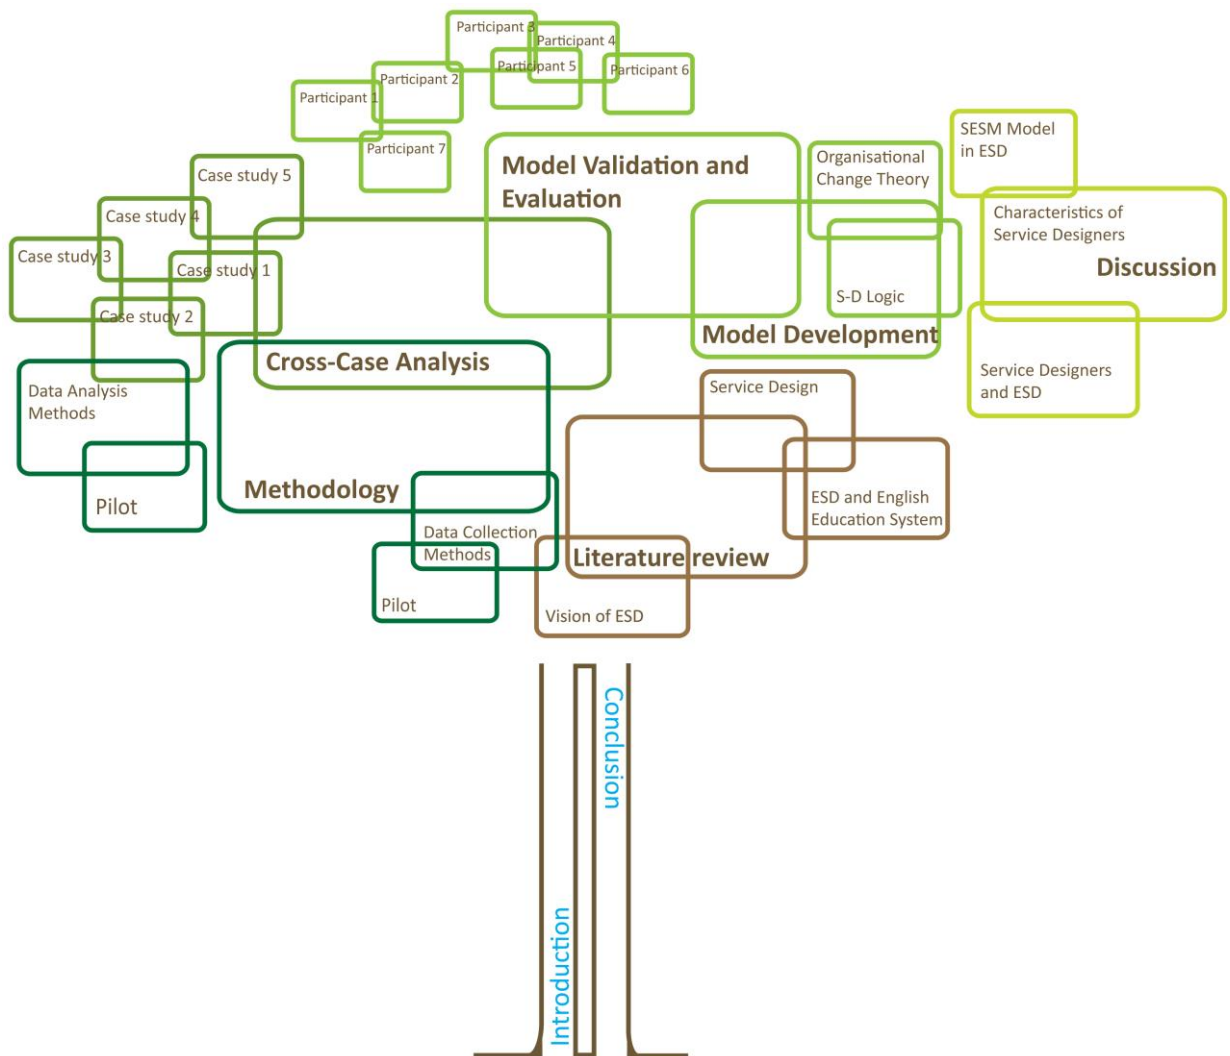 Participant 3
Participant 4
Participant 5
Participant 6
Participant 2
Participant 1
Participant 7
Model Validation and
Evaluation
Organisational
Change Theory
S-D Logic
Model Development
SESM Model
in ESD
Characteristics of
Service Designers
Discussion
Service Designers
and ESD
Case study 5
Case study 4
Case study 3
Case study 1
Case study 2
Cross-Case Analysis
Data Analysis
Methods
Pilot
Methodology
Data Collection
Methods
Pilot
Service Design
ESD and English
Education System
Literature review
Vision of ESD
Conclusion
Introduction